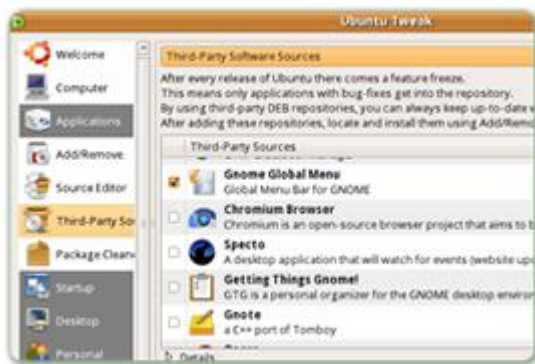 Ubuntu Tweak
Welcome
Computer
Applications
Add/Remove
Source Editor
Third-Party So
Package Clean
Startup
Desktop
Personal
Third-Party Software Sources
After every release of Ubuntu there comes a feature freeze.
This means only applications with bug-fixes get into the repository.
By using third-party DEB repositories, you can always keep up-to-date
After adding these repositories, locate and install them using Add/Remo
Third-Party Sources
Gnome Global Menu
Global Menu Bar for GNOME
Chromium Browser
Chromium is an open-source browser project that aims to b
Specto
A desktop application that will watch for events (website upd
Getting Things Gnome!
GTG is a personal organizer for the GNOME desktop environ
Gnote
a C++ port of Tomboy
Details